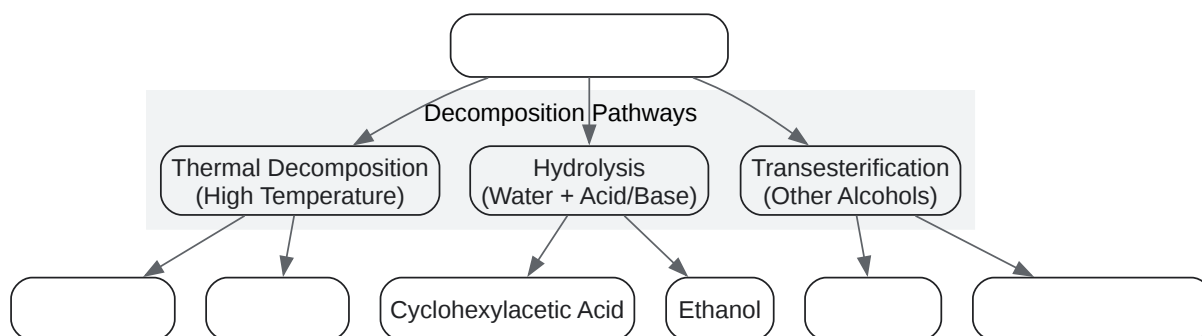 Decomposition Pathways
Thermal Decomposition
(High Temperature)
Hydrolysis
(Water + Acid/Base)
Transesterification
(Other Alcohols)
Cyclohexylacetic Acid
Ethanol